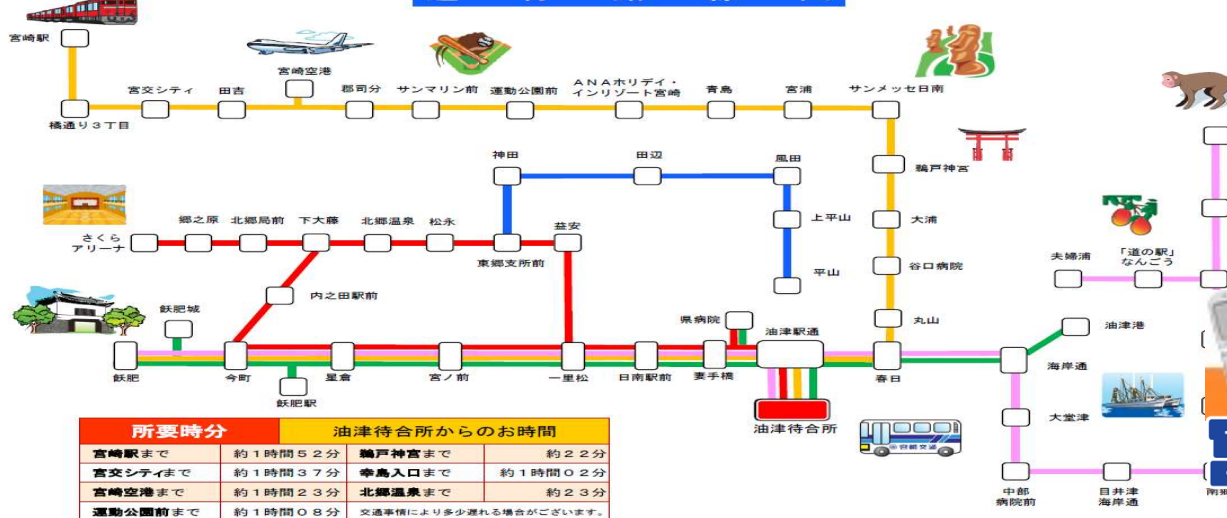 宮崎駅
宮崎空港
宮交シティ
田吉
郡司分
サンマリン前
運動公園前
ANAホリデイ・
インリゾート宮崎
青島
宮浦
サンメッセ日南
橘通り3丁目
神田
田辺
風田
鵜戸神宮
郷之原
北郷局前
下大藤
北郷温泉
松永
益安
上平山
大浦
さくら
アリーナ
東郷支所前
夫婦浦
「道の駅」
なんごう
谷口病院
平山
内之田駅前
飫肥城
県病院
油津駅通
丸山
油津港
飫肥
今町
星倉
宮ノ前
一里松
日南駅前
妻手橋
春日
海岸通
飫肥駅
大堂津
油津待合所
宮崎交通
中部
病院前
目井津
海岸通
所要時分
油津待合所からのお時間
宮崎駅まで 約1時間52分 鵜戸神宮まで 約22分
宮交シティまで 約1時間37分 幸島入口まで 約1時間02分
宮崎空港まで 約1時間23分 北郷温泉まで 約23分
運動公園前まで 約1時間08分 交通事情により多少遅れる場合がございます。